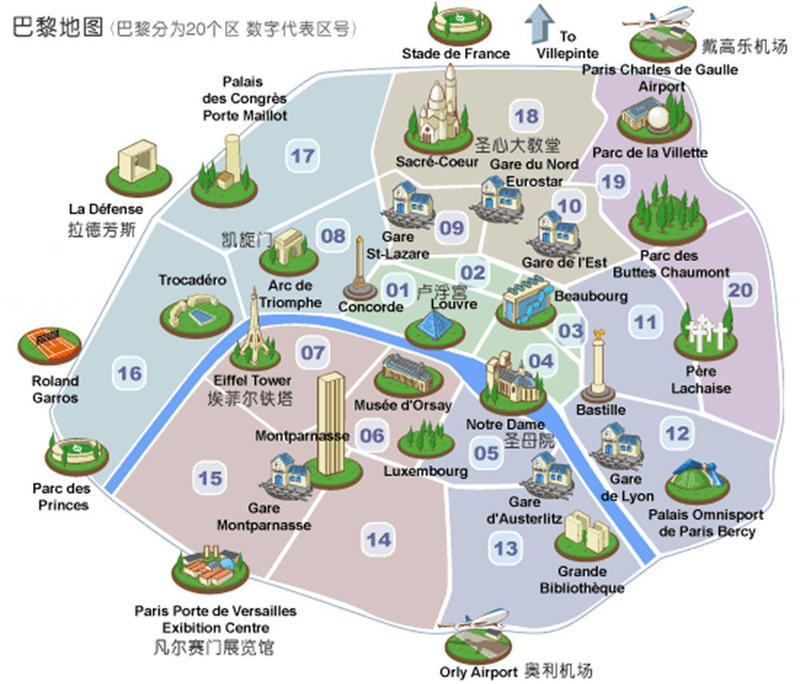 巴黎地图 (巴黎分为20个区 数字代表区号)
Stade de France
To
Villepinte
戴高乐机场
Paris Charles de Gaulle
Airport
Palais
des Congrès
Porte Maillot
18
圣心大教堂
Sacré-Coeur
Gare du Nord
Eurostar
Parc de la Villette
17
19
La Défense
拉德芳斯
凯旋门
08
Gare
St-Lazare
09
10
Gare de l'Est
Parc des
Buttes Chaumont
Trocadéro
Arc de
Triomphe
Concorde
01
02
卢浮宫
Louvre
Beaubourg
20
03
11
Roland
Garros
16
07
Eiffel Tower
埃菲尔铁塔
Musée d'Orsay
04
Notre Dame
圣母院
Bastille
Père
Lachaise
Montparnasse
06
Luxembourg
05
12
Parc des
Princes
15
Gare
Montparnasse
Gare
d'Austerlitz
Gare
de Lyon
Palais Omnisport
de Paris Bercy
14
13
Grande
Bibliothèque
Paris Porte de Versailles
Exibition Centre
凡尔赛门展览馆
Orly Airport 奥利机场